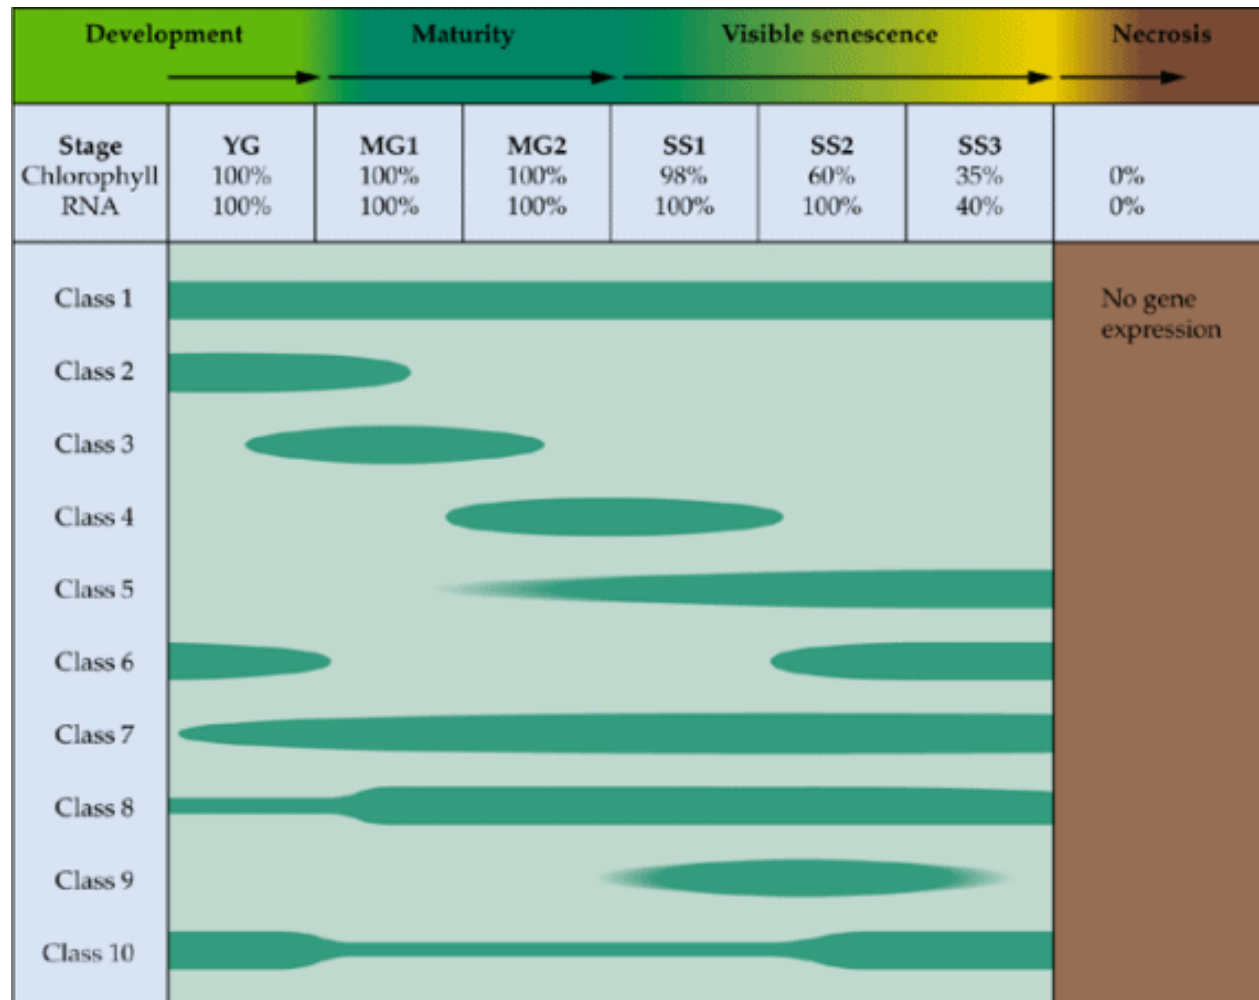 Development Maturity Visible senescence Necrosis
Stage YG MG1 MG2 SS1 SS2 SS3
Chlorophyll 100% 100% 100% 98% 60% 35% 0%
RNA 100% 100% 100% 100% 100% 40% 0%
Class 1
No gene
expression
Class 2
Class 3
Class 4
Class 5
Class 6
Class 7
Class 8
Class 9
Class 10